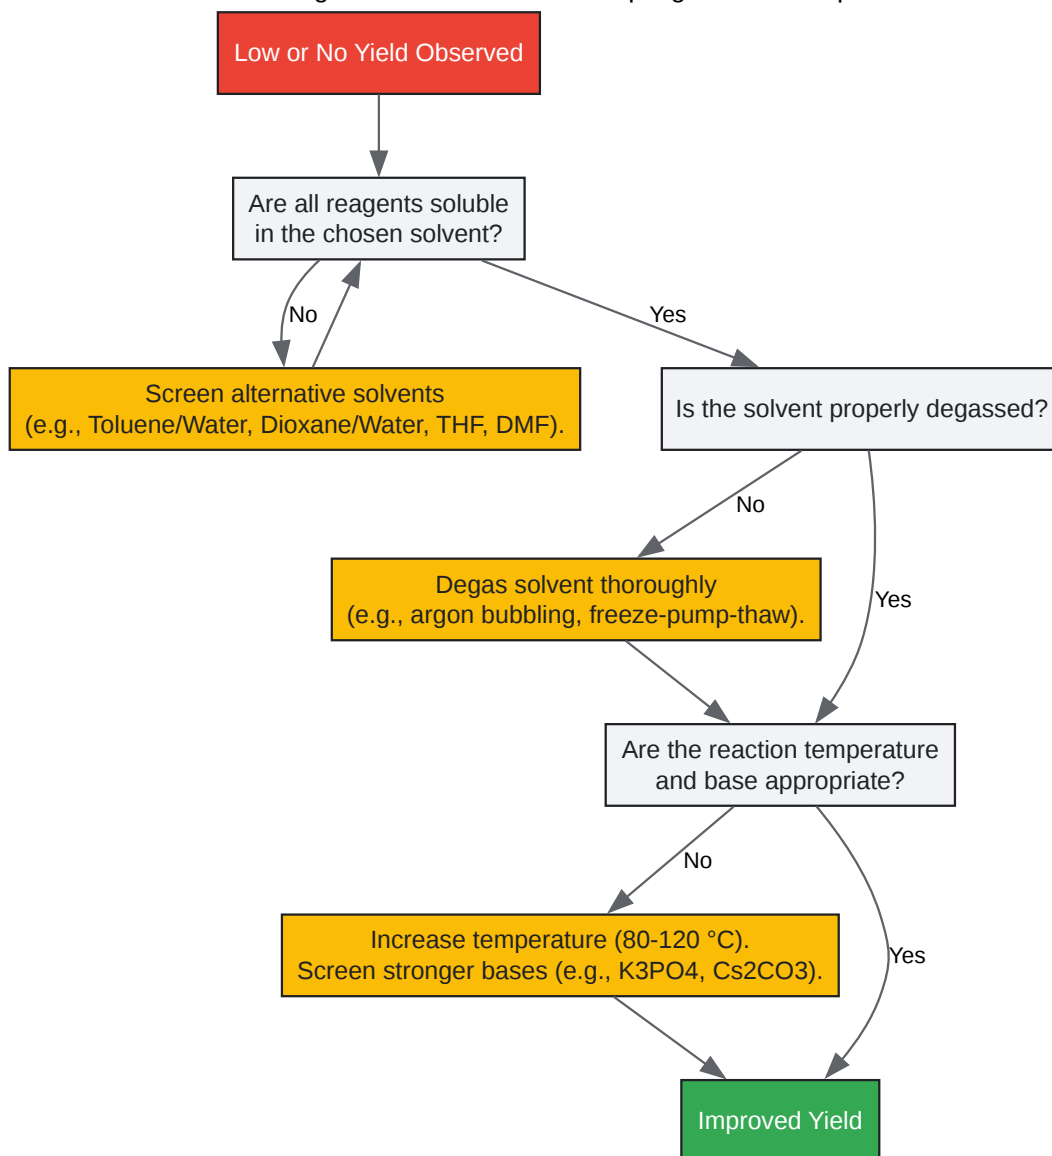 Low or No Yield Observed
Are all reagents soluble
in the chosen solvent?
No
Yes
Screen alternative solvents
(e.g., Toluene/Water, Dioxane/Water, THF, DMF).
Is the solvent properly degassed?
No
Degas solvent thoroughly
(e.g., argon bubbling, freeze-pump-thaw).
Yes
Are the reaction temperature
and base appropriate?
No
Increase temperature (80-120 °C).
Screen stronger bases (e.g., K3PO4, Cs2CO3).
Yes
Improved Yield